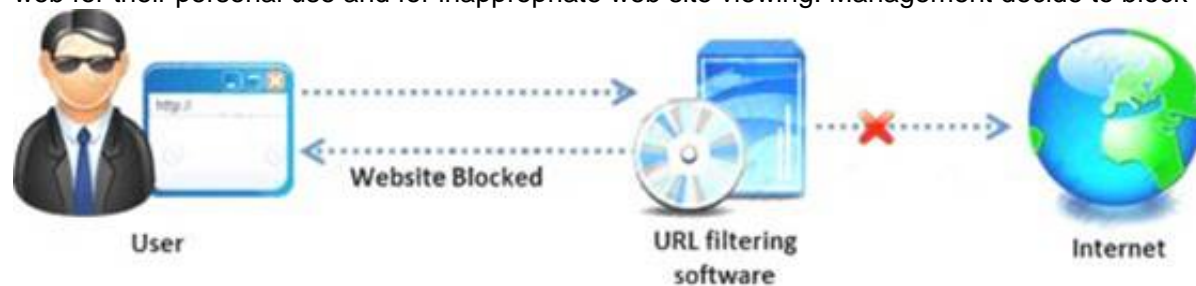 web for their personal use and for inappropriate web site viewing. Management decide to block
http://
Website Blocked
User
URL filtering
software
Internet